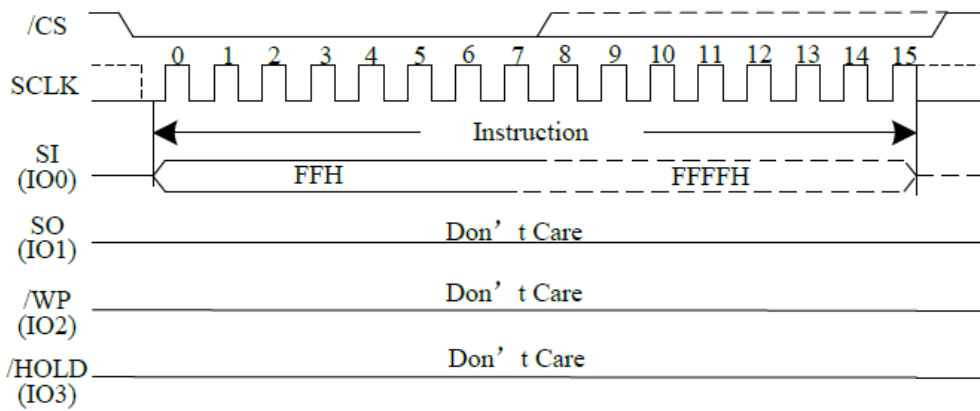 /CS
0 1 2 3 4 5 6 7 8 9 10 11 12 13 14 15
SCLK
Instruction
SI
(IO0)
FFH FFFFH
SO
(IO1)
Don’t Care
/WP
(IO2)
Don’t Care
/HOLD
(IO3)
Don’t Care